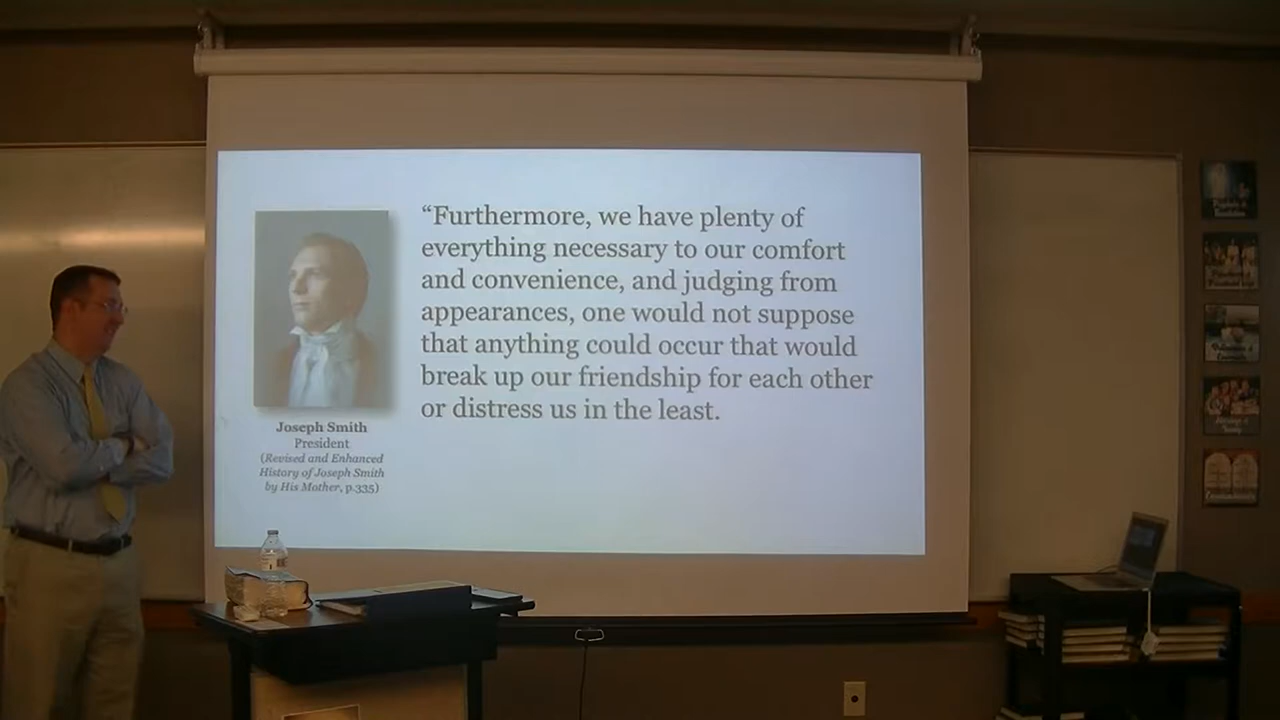 “Furthermore, we have plenty of
everything necessary to our comfort
and convenience, and judging from
appearances, one would not suppose
that anything could occur that would
break up our friendship for each other
or distress us in the least.
Joseph Smith
President
(Revised and Enhanced
History of Joseph Smith
by His Mother, p.335)